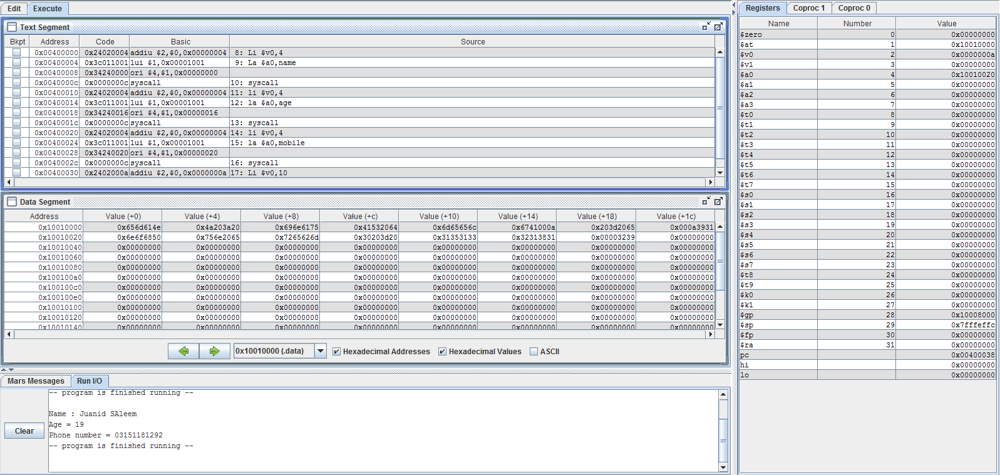 Edit Execute
Text Segment
Bkpt Address Code Basic Source
0x00400000 0x24020004 addiu $2,$0,0x00000004 8: Li $v0,4
0x00400004 0x3c011001 lui $1,0x00001001 9: La $a0,name
0x00400008 0x34240000 ori $4,$1,0x00000000
0x0040000c 0x0000000c syscall 10: syscall
0x00400010 0x24020004 addiu $2,$0,0x00000004 11: li $v0,4
0x00400014 0x3c011001 lui $1,0x00001001 12: la $a0,age
0x00400018 0x34240016 ori $4,$1,0x00000016
0x0040001c 0x0000000c syscall 13: syscall
0x00400020 0x24020004 addiu $2,$0,0x00000004 14: li $v0,4
0x00400024 0x3c011001 lui $1,0x00001001 15: la $a0,mobile
0x00400028 0x34240020 ori $4,$1,0x00000020
0x0040002c 0x0000000c syscall 16: syscall
0x00400030 0x2402000a addiu $2,$0,0x0000000a 17: Li $v0,10
Data Segment
Address Value (+0) Value (+4) Value (+8) Value (+c) Value (+10) Value (+14) Value (+18) Value (+1c)
0x10010000 0x656d614e 0x4a203a20 0x696e6175 0x41532064 0x6d65656c 0x6741000a 0x203d2065 0x000a3931
0x10010020 0x6e6f6850 0x756e2065 0x7265626d 0x30203d20 0x31353133 0x32313831 0x00003239 0x00000000
0x10010040 0x00000000 0x00000000 0x00000000 0x00000000 0x00000000 0x00000000 0x00000000 0x00000000
0x10010060 0x00000000 0x00000000 0x00000000 0x00000000 0x00000000 0x00000000 0x00000000 0x00000000
0x10010080 0x00000000 0x00000000 0x00000000 0x00000000 0x00000000 0x00000000 0x00000000 0x00000000
0x100100a0 0x00000000 0x00000000 0x00000000 0x00000000 0x00000000 0x00000000 0x00000000 0x00000000
0x100100c0 0x00000000 0x00000000 0x00000000 0x00000000 0x00000000 0x00000000 0x00000000 0x00000000
0x100100e0 0x00000000 0x00000000 0x00000000 0x00000000 0x00000000 0x00000000 0x00000000 0x00000000
0x10010100 0x00000000 0x00000000 0x00000000 0x00000000 0x00000000 0x00000000 0x00000000 0x00000000
0x10010120 0x00000000 0x00000000 0x00000000 0x00000000 0x00000000 0x00000000 0x00000000 0x00000000
0x10010140 0x00000000 0x00000000 0x00000000 0x00000000 0x00000000 0x00000000 0x00000000 0x00000000
0x10010000 (.data) Hexadecimal Addresses Hexadecimal Values ASCII
Mars Messages Run I/O
-- program is finished running --
Name : Juanid SAleem
Age = 19
Phone number = 03151181292
-- program is finished running --
Clear
Registers Coproc 1 Coproc 0
Name Number Value
$zero 0 0x00000000
$at 1 0x10010000
$v0 2 0x0000000a
$v1 3 0x00000000
$a0 4 0x10010020
$a1 5 0x00000000
$a2 6 0x00000000
$a3 7 0x00000000
$t0 8 0x00000000
$t1 9 0x00000000
$t2 10 0x00000000
$t3 11 0x00000000
$t4 12 0x00000000
$t5 13 0x00000000
$t6 14 0x00000000
$t7 15 0x00000000
$s0 16 0x00000000
$s1 17 0x00000000
$s2 18 0x00000000
$s3 19 0x00000000
$s4 20 0x00000000
$s5 21 0x00000000
$s6 22 0x00000000
$s7 23 0x00000000
$t8 24 0x00000000
$t9 25 0x00000000
$k0 26 0x00000000
$k1 27 0x00000000
$gp 28 0x10008000
$sp 29 0x7fffeffc
$fp 30 0x00000000
$ra 31 0x00000000
pc 0x00400038
hi 0x00000000
lo 0x00000000